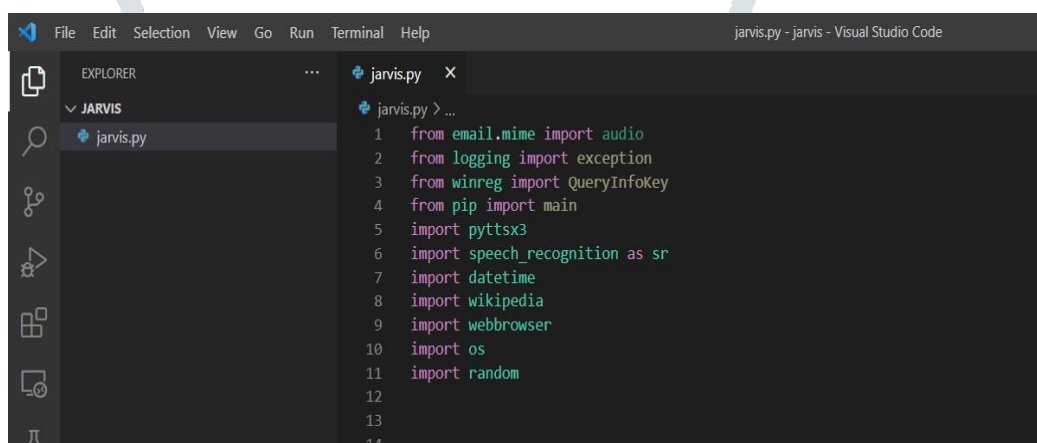 File Edit Selection View Go Run Terminal Help jarvis.py - jarvis - Visual Studio Code
EXPLORER ...
JARVIS
jarvis.py
jarvis.py X
jarvis.py > ...
1 from email.mime import audio
2 from logging import exception
3 from winreg import QueryInfoKey
4 from pip import main
5 import pyttsx3
6 import speech_recognition as sr
7 import datetime
8 import wikipedia
9 import webbrowser
10 import os
11 import random
12
13
14